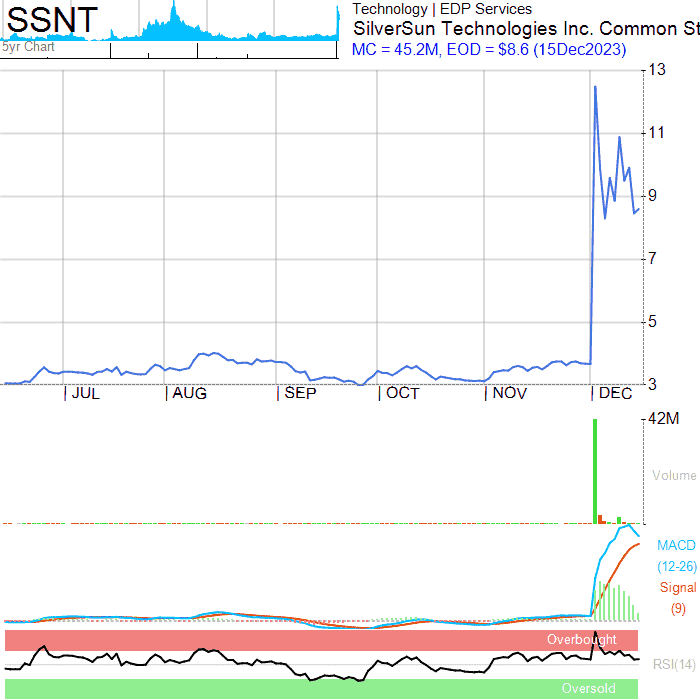 SSNT
5yr Chart
Technology | EDP Services
SilverSun Technologies Inc. Common St
MC = 45.2M, EOD = $8.6 (15Dec2023)
13
11
9
7
5
3
JUL AUG SEP OCT NOV DEC
42M
Volume
MACD
(12-26)
Signal
(9)
Overbought
RSI(14)
Oversold